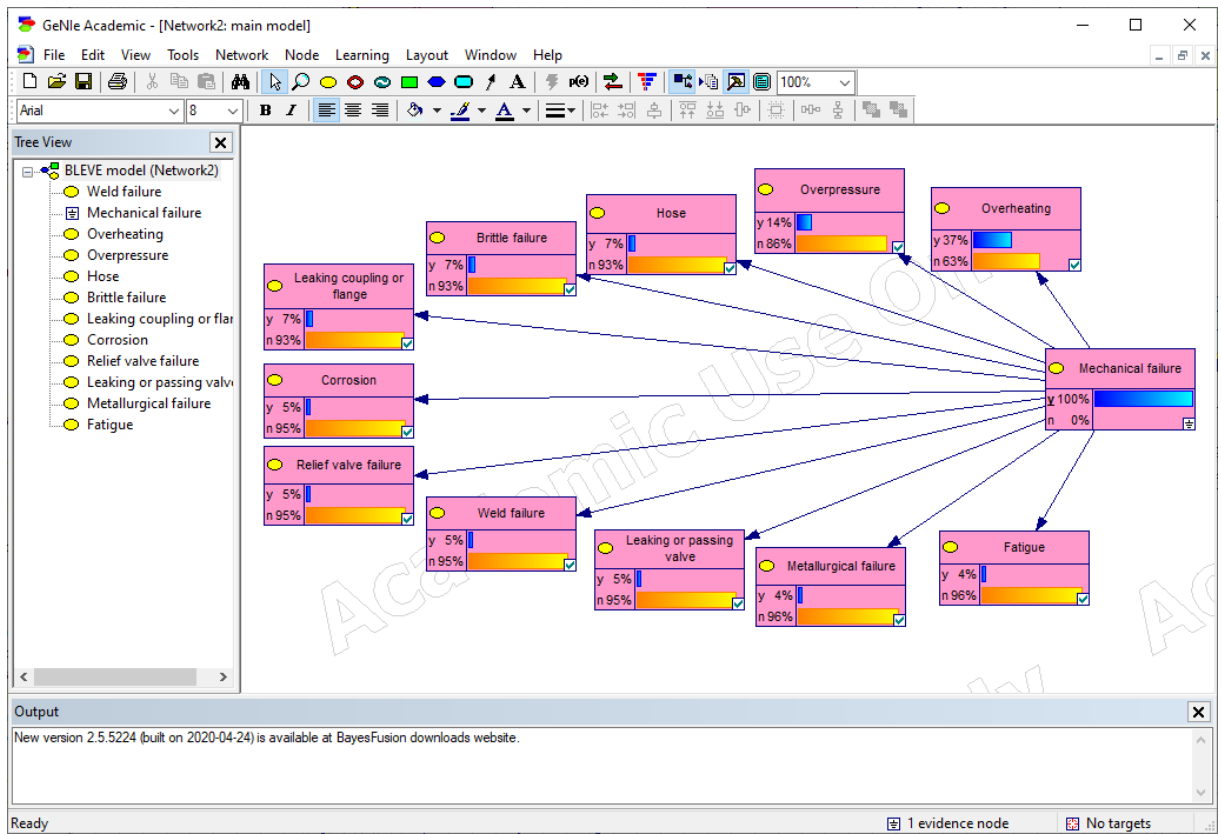 GeNIe Academic - [Network2: main model]
File Edit View Tools Network Node Learning Layout Window Help
A P(e) 100%
Arial 8 B I A
Tree View
BLEVE model (Network2)
Weld failure
Mechanical failure
Overheating
Overpressure
Hose
Brittle failure
Leaking coupling or flar
Corrosion
Relief valve failure
Leaking or passing valve
Metallurgical failure
Fatigue
Overpressure
y 14%
n 86%
Overheating
y 37%
n 63%
Hose
y 7%
n 93%
Brittle failure
y 7%
n 93%
Leaking coupling or
flange
y 7%
n 93%
Mechanical failure
y 100%
n 0%
Corrosion
y 5%
n 95%
Relief valve failure
y 5%
n 95%
Weld failure
y 5%
n 95%
Leaking or passing
valve
y 5%
n 95%
Metallurgical failure
y 4%
n 96%
Fatigue
y 4%
n 96%
Academic Use Only
Output
New version 2.5.5224 (built on 2020-04-24) is available at BayesFusion downloads website.
Ready 1 evidence node No targets